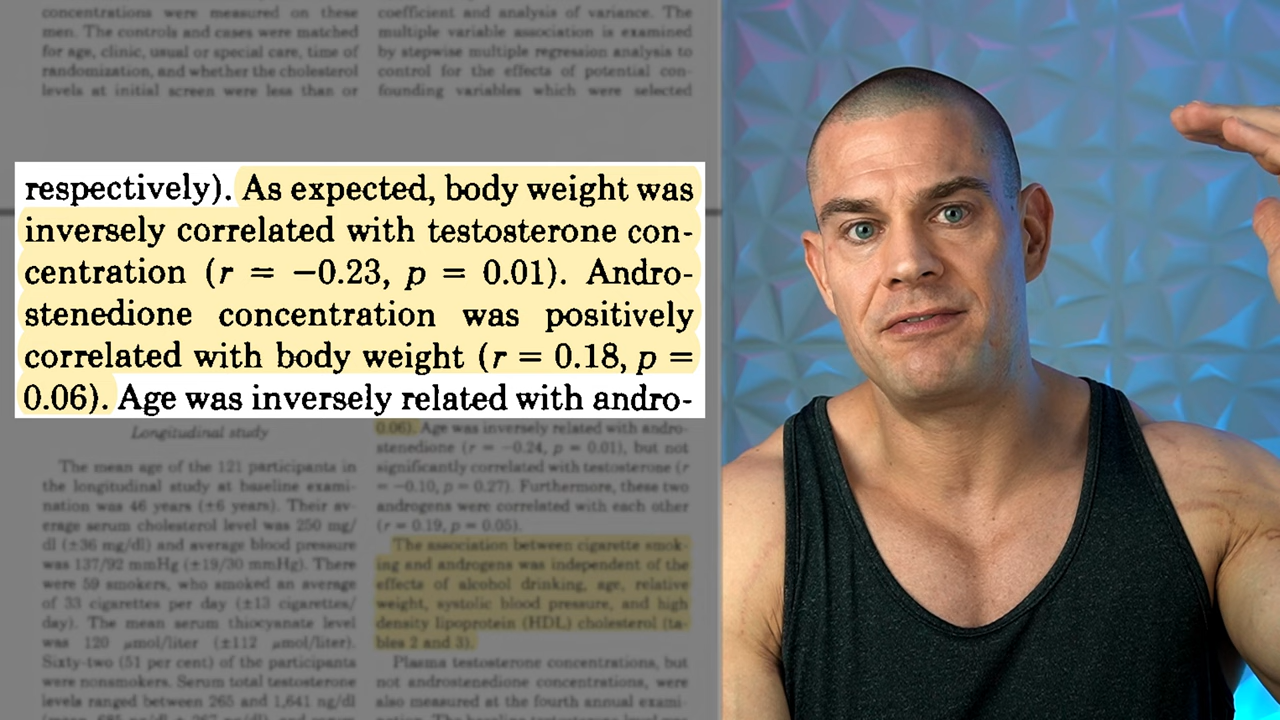 concentrations were measured on these
men. The controls and cases were matched
for age, clinic, usual or special care, time of
randomization, and whether the cholesterol
levels at initial screen were less than or
coefficient and analysis of variance. The
multiple variable association is examined
by stepwise multiple regression analysis to
control for the effects of potential con-
founding variables which were selected
respectively). As expected, body weight was
inversely correlated with testosterone con-
centration (r = −0.23, p = 0.01). Andro-
stenedione concentration was positively
correlated with body weight (r = 0.18, p =
0.06). Age was inversely related with andro-
Longitudinal study
The mean age of the 121 participants in
the longitudinal study at baseline exami-
nation was 46 years (±6 years). Their av-
erage serum cholesterol level was 250 mg/
dl (±36 mg/dl) and average blood pressure
was 137/92 mmHg (±19/30 mmHg). There
were 59 smokers, who smoked an average
of 33 cigarettes per day (±13 cigarettes/
day). The mean serum thiocyanate level
was 120 μmol/liter (±112 μmol/liter).
Sixty-two (51 per cent) of the participants
were nonsmokers. Serum total testosterone
levels ranged between 265 and 1,641 ng/dl
0.06). Age was inversely related with andro-
stenedione (r = −0.24, p = 0.01), but not
significantly correlated with testosterone (r
= −0.10, p = 0.27). Furthermore, these two
androgens were correlated with each other
(r = 0.19, p = 0.05).
The association between cigarette smok-
ing and androgens was independent of the
effects of alcohol drinking, age, relative
weight, systolic blood pressure, and high
density lipoprotein (HDL) cholesterol (ta-
bles 2 and 3).
Plasma testosterone concentrations, but
not androstenedione concentrations, were
also measured at the fourth annual exami-